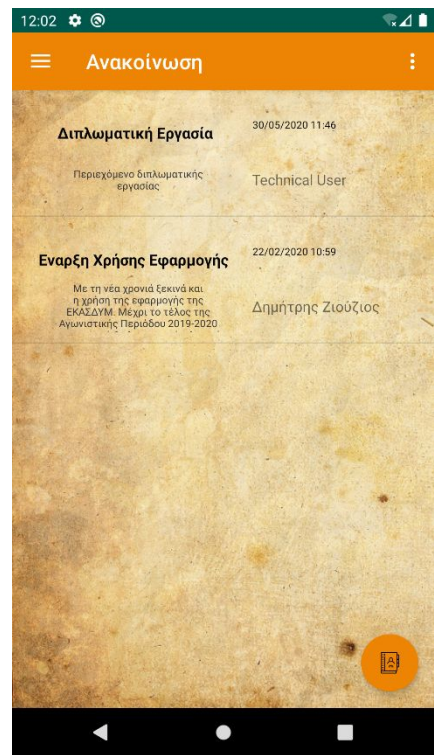 12:02
Ανακοίνωση
Διπλωματική Εργασία
30/05/2020 11:46
Περιεχόμενο διπλωματικής
εργασίας
Technical User
Εναρξη Χρήσης Εφαρμογής
22/02/2020 10:59
Με τη νέα χρονιά ξεκινά και
η χρήση της εφαρμογής της
ΕΚΑΣΔΥΜ. Μέχρι το τέλος της
Αγωνιστικής Περιόδου 2019-2020
Δημήτρης Ζιούζιος